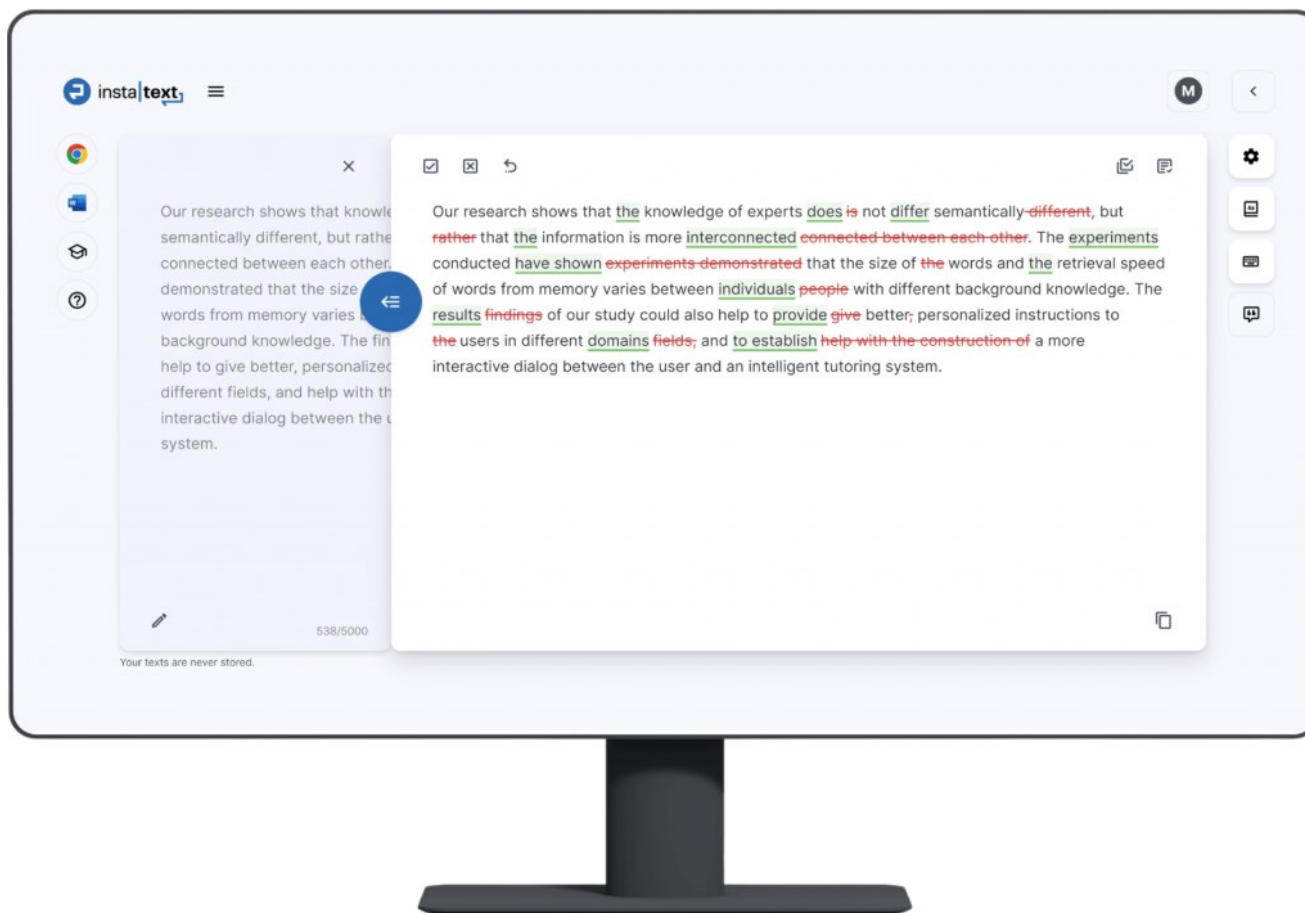 insta|text
M
Our research shows that knowle
semantically different, but rathe
connected between each other.
demonstrated that the size
words from memory varies
background knowledge. The fin
help to give better, personalized
different fields, and help with th
interactive dialog between the u
system.
538/5000
Your texts are never stored.
Our research shows that the knowledge of experts does is not differ semantically different, but
rather that the information is more interconnected connected between each other. The experiments
conducted have shown experiments demonstrated that the size of the words and the retrieval speed
of words from memory varies between individuals people with different background knowledge. The
results findings of our study could also help to provide give better, personalized instructions to
the users in different domains fields, and to establish help with the construction of a more
interactive dialog between the user and an intelligent tutoring system.